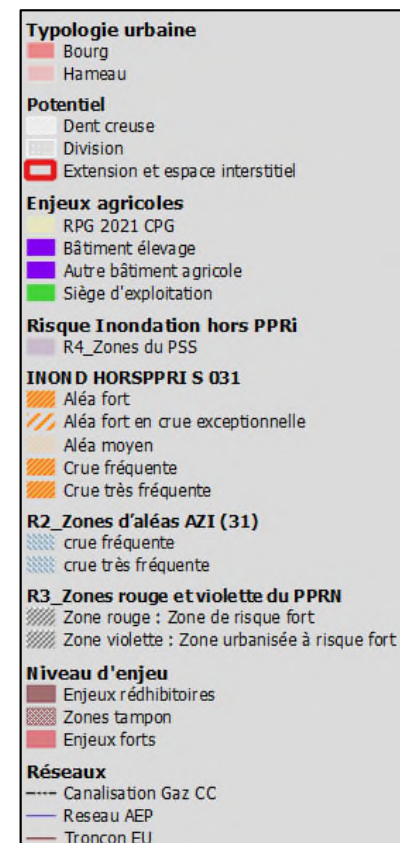 Typologie urbaine
Bourg
Hameau
Potentiel
Dent creuse
Division
Extension et espace interstitiel
Enjeux agricoles
RPG 2021 CPG
Bâtiment élevage
Autre bâtiment agricole
Siège d'exploitation
Risque Inondation hors PPRi
R4_Zones du PSS
INOND HORSPPRI S 031
Aléa fort
Aléa fort en crue exceptionnelle
Aléa moyen
Crue fréquente
Crue très fréquente
R2_Zones d'aléas AZI (31)
crue fréquente
crue très fréquente
R3_Zones rouge et violette du PPRN
Zone rouge : Zone de risque fort
Zone violette : Zone urbanisée à risque fort
Niveau d'enjeu
Enjeux rédhibitoires
Zones tampon
Enjeux forts
Réseaux
Canalisation Gaz CC
Reseau AEP
Troncon EU